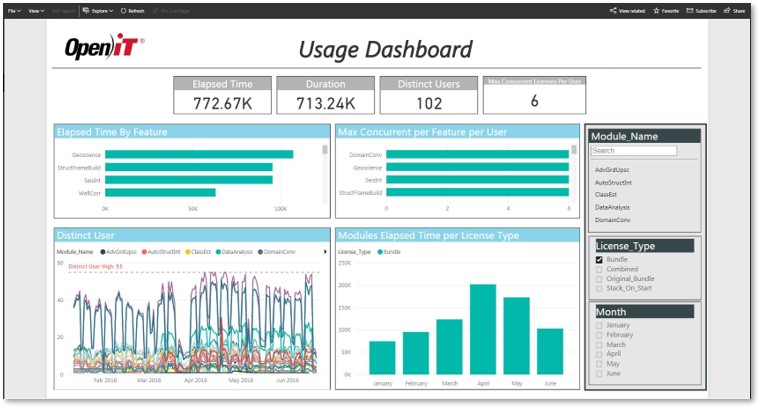 File View Edit report Explore Refresh Pin Live Page View related Favorite Subscribe Share
Open iT ®
Usage Dashboard
Elapsed Time
772.67K
Duration
713.24K
Distinct Users
102
Max Concurrent Licenses Per User
6
Elapsed Time By Feature
Geoscience
StructFrameBuild
SeisInt
WellCorr
0K 50K 100K
Max Concurrent per Feature per User
DomainConv
Geoscience
SeisInt
StructFrameBuild
0 2 4 6
Module_Name
Search
AdvGrdUpsc
AutoStructInt
ClassEst
DataAnalysis
DomainConv
Distinct User
Module_Name AdvGrdUpsc AutoStructInt ClassEst DataAnalysis DomainConv
Distinct User High: 55
60
40
20
0
Feb 2016 Mar 2016 Apr 2016 May 2016 Jun 2016
Modules Elapsed Time per License Type
License_Type Bundle
250K
200K
150K
100K
50K
0K
January February March April May June
License_Type
Bundle
Combined
Original_Bundle
Stack_On_Start
Month
January
February
March
April
May
June